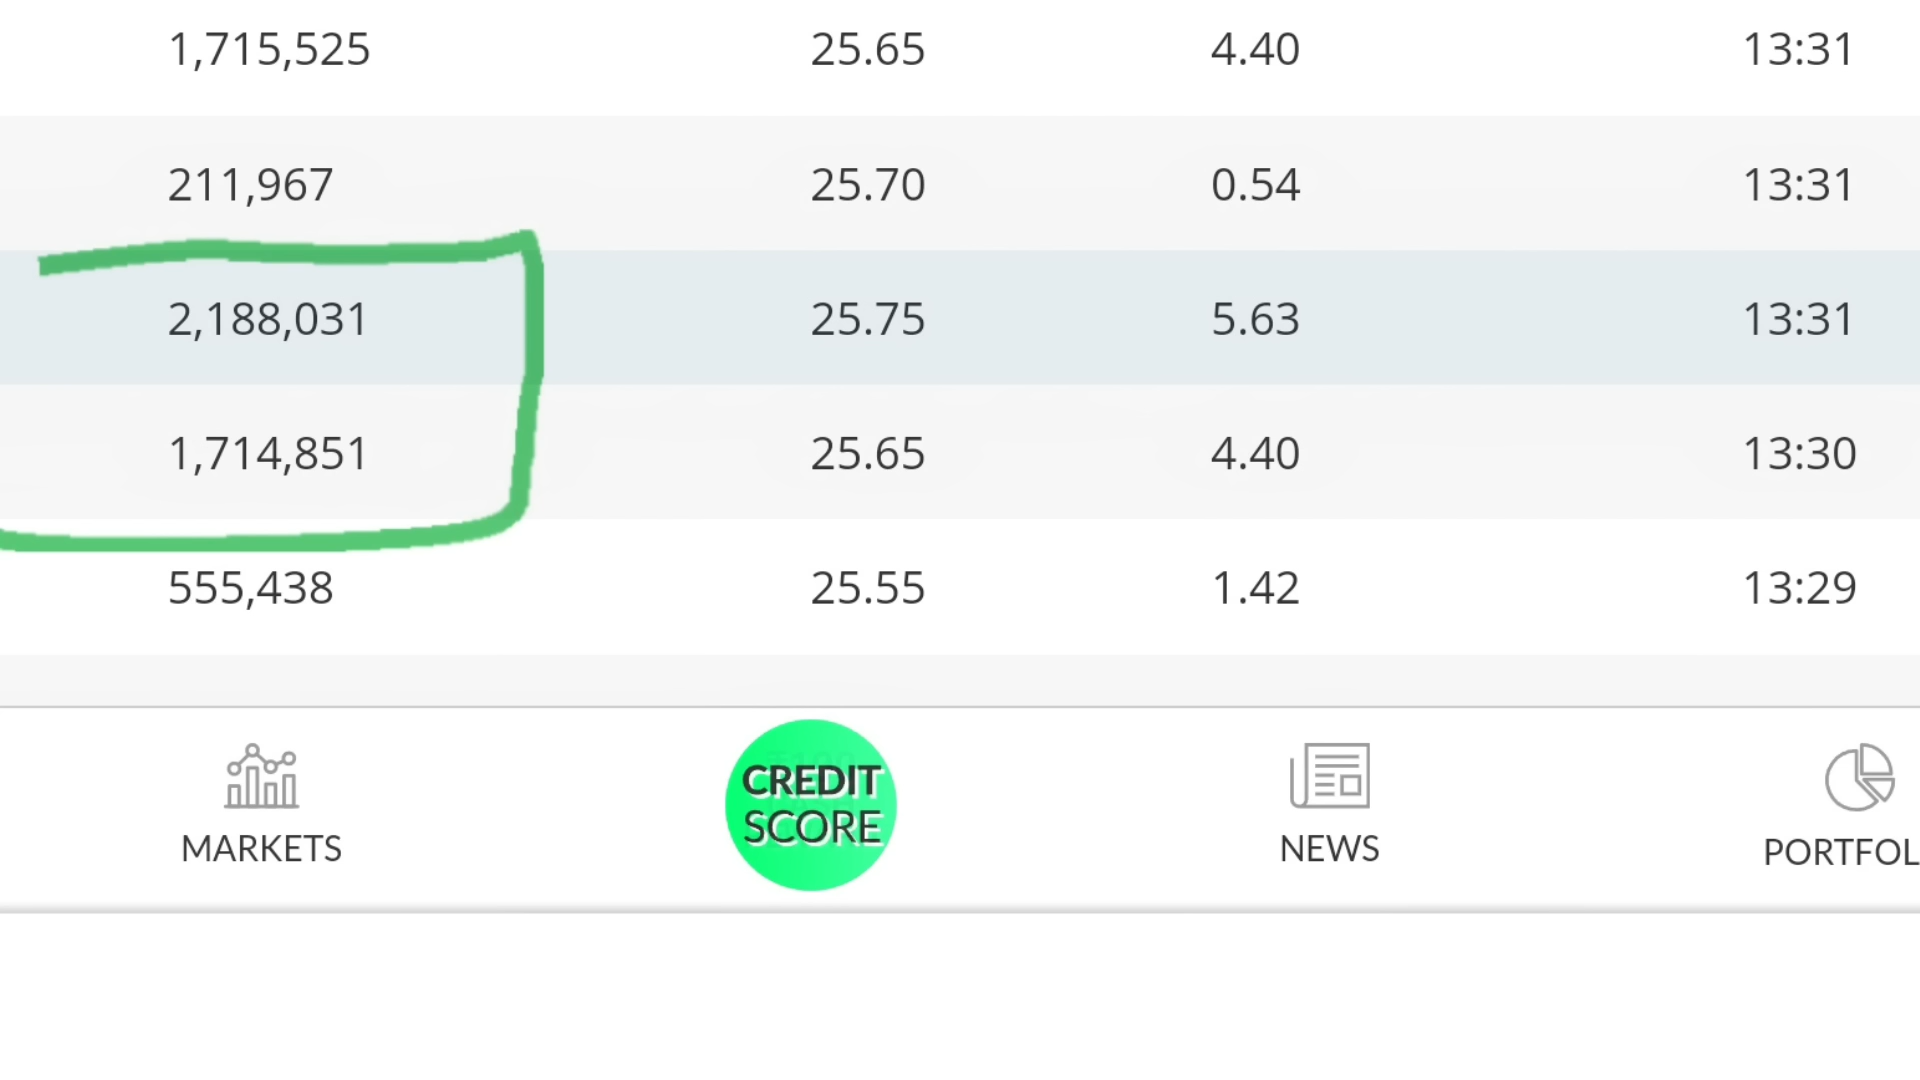 1,715,525 25.65 4.40 13:31
211,967 25.70 0.54 13:31
2,188,031 25.75 5.63 13:31
1,714,851 25.65 4.40 13:30
555,438 25.55 1.42 13:29
MARKETS
CREDIT
SCORE
NEWS
PORTFOL